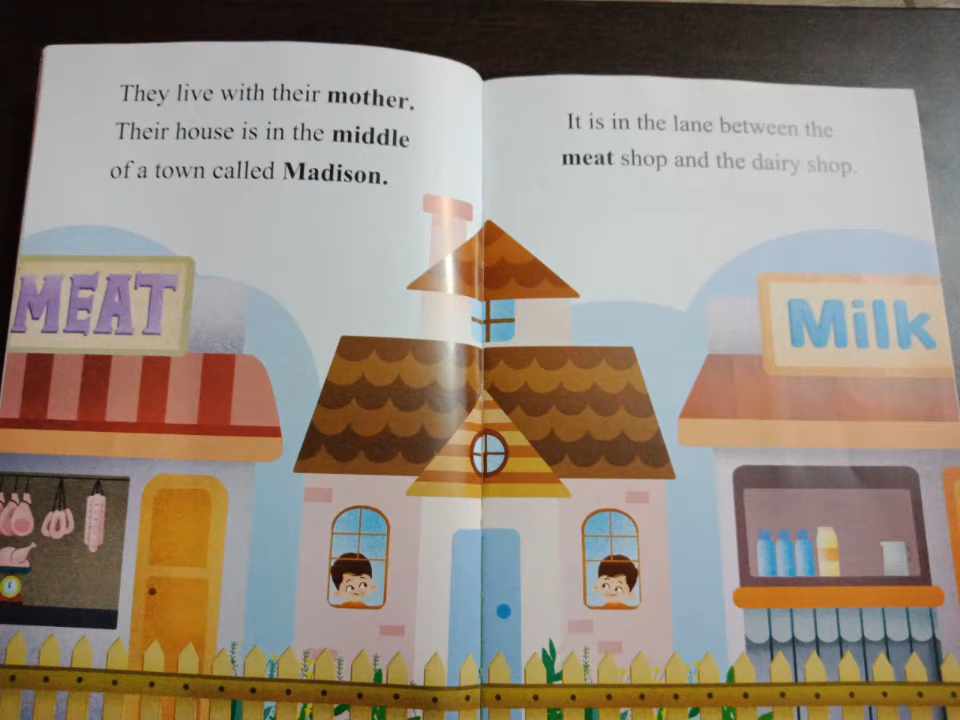 They live with their mother.
Their house is in the middle
of a town called Madison.
It is in the lane between the
meat shop and the dairy shop.
MEAT
Milk